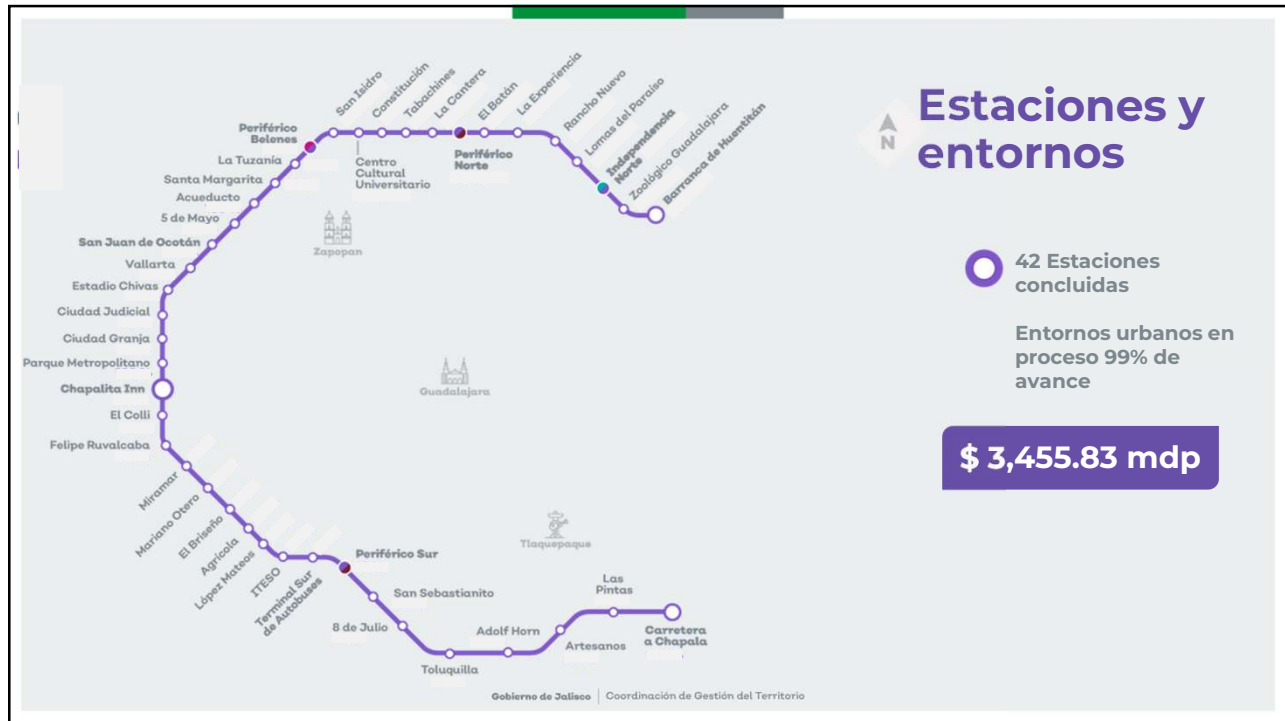 Estaciones y
entornos
N
42 Estaciones
concluidas
Entornos urbanos en
proceso 99% de
avance
$ 3,455.83 mdp
San Isidro
Constitución
Tabachines
La Cantera
El Batán
La Experiencia
Rancho Nuevo
Lomas del Paraíso
Independencia
Norte
Zoológico Guadalajara
Barranca de Huentitán
Periférico
Belenes
Centro
Cultural
Universitario
Periférico
Norte
La Tuzanía
Santa Margarita
Acueducto
5 de Mayo
San Juan de Ocotán
Vallarta
Estadio Chivas
Ciudad Judicial
Ciudad Granja
Parque Metropolitano
Chapalita Inn
El Colli
Felipe Ruvalcaba
Zapopan
Guadalajara
Tlaquepaque
Miramar
Mariano Otero
El Briseño
Agrícola
López Mateos
ITESO
Terminal Sur
de Autobuses
Periférico Sur
San Sebastianito
8 de Julio
Toluquilla
Adolf Horn
Artesanos
Las
Pintas
Carretera
a Chapala
Gobierno de Jalisco | Coordinación de Gestión del Territorio